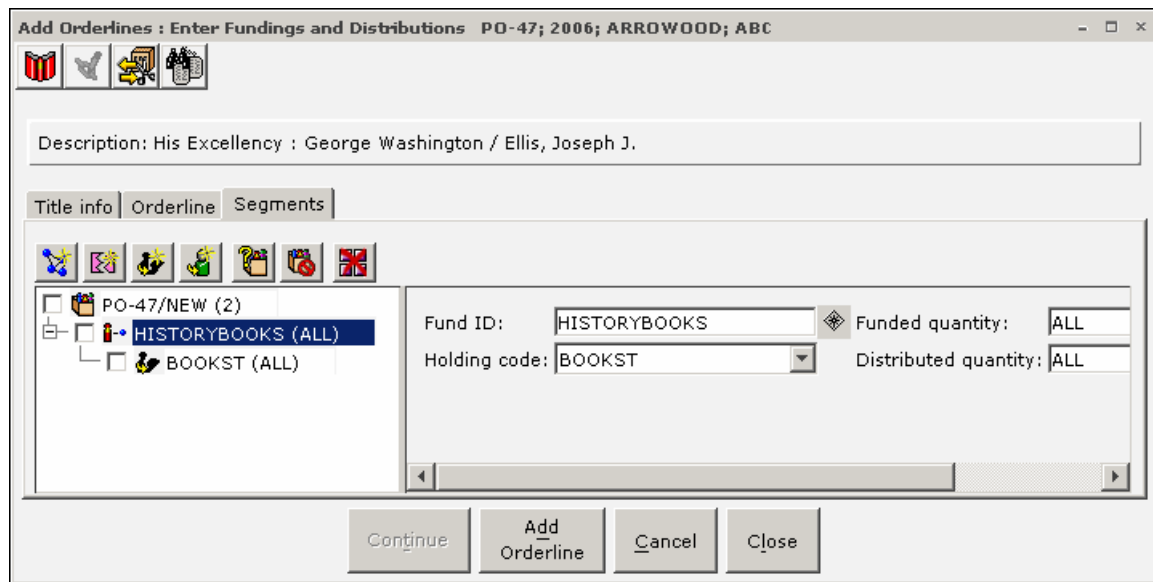 Add Orderlines : Enter Fundings and Distributions PO-47; 2006; ARROWOOD; ABC
Description: His Excellency : George Washington / Ellis, Joseph J.
Title info Orderline Segments
PO-47/NEW (2)
HISTORYBOOKS (ALL)
BOOKST (ALL)
Fund ID: HISTORYBOOKS Funded quantity: ALL
Holding code: BOOKST Distributed quantity: ALL
Continue Add Orderline Cancel Close